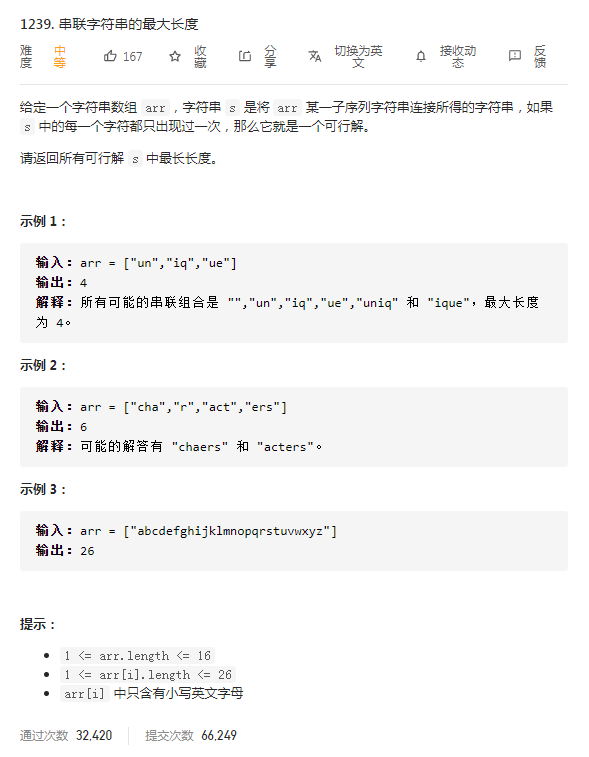 1239. 串联字符串的最大长度
难度 中等 167 收藏 分享 切换为英文 接收动态 反馈
给定一个字符串数组 arr，字符串 s 是将 arr 某一子序列字符串连接所得的字符串，如果
s 中的每一个字符都只出现过一次，那么它就是一个可行解。
请返回所有可行解 s 中最长长度。
示例 1：
输入：arr = ["un","iq","ue"]
输出：4
解释：所有可能的串联组合是 "","un","iq","ue","uniq" 和 "ique"，最大长度
为 4。
示例 2：
输入：arr = ["cha","r","act","ers"]
输出：6
解释：可能的解答有 "chaers" 和 "acters"。
示例 3：
输入：arr = ["abcdefghijklmnopqrstuvwxyz"]
输出：26
提示：
1 <= arr.length <= 16
1 <= arr[i].length <= 26
arr[i] 中只含有小写英文字母
通过次数 32,420 提交次数 66,249